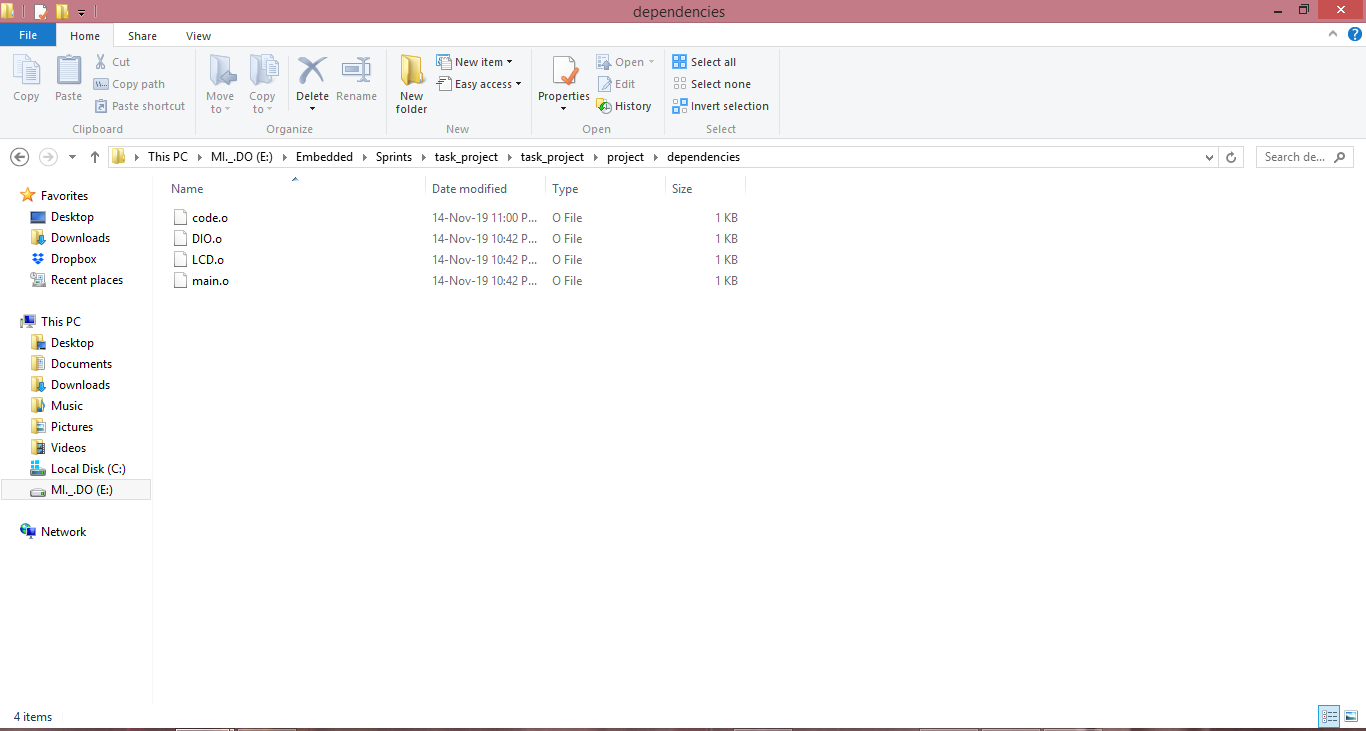 dependencies
File Home Share View
Copy
Paste
Cut
Copy path
Paste shortcut
Clipboard
Move to
Copy to
Delete
Rename
Organize
New folder
New item
Easy access
New
Properties
Open
Edit
History
Open
Select all
Select none
Invert selection
Select
This PC MI._.DO (E:) Embedded Sprints task_project task_project project dependencies
Search de...
Name Date modified Type Size
code.o 14-Nov-19 11:00 P... O File 1 KB
DIO.o 14-Nov-19 10:42 P... O File 1 KB
LCD.o 14-Nov-19 10:42 P... O File 1 KB
main.o 14-Nov-19 10:42 P... O File 1 KB
Favorites
Desktop
Downloads
Dropbox
Recent places
This PC
Desktop
Documents
Downloads
Music
Pictures
Videos
Local Disk (C:)
MI._.DO (E:)
Network
4 items